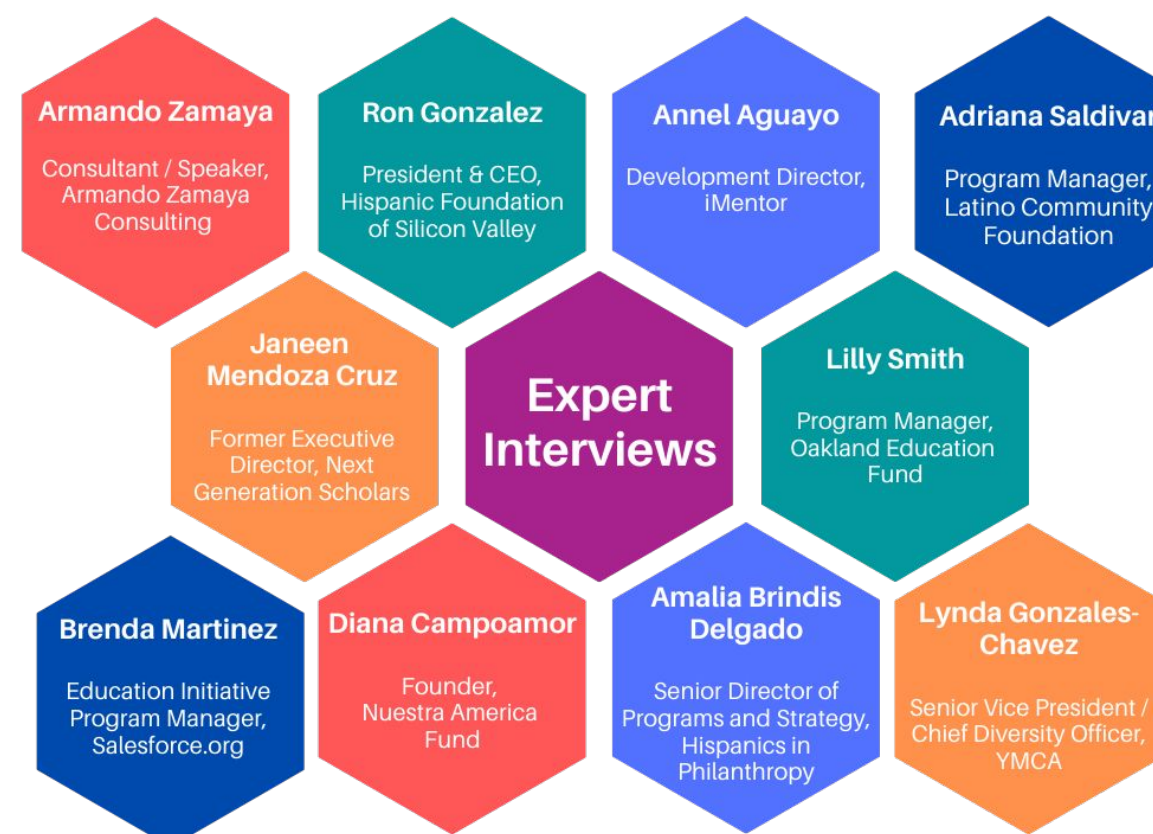 Armando Zamaya
Consultant / Speaker,
Armando Zamaya
Consulting
Ron Gonzalez
President & CEO,
Hispanic Foundation
of Silicon Valley
Annel Aguayo
Development Director,
iMentor
Adriana Saldivar
Program Manager,
Latino Community
Foundation
Janeen
Mendoza Cruz
Former Executive
Director, Next
Generation Scholars
Expert
Interviews
Lilly Smith
Program Manager,
Oakland Education
Fund
Brenda Martinez
Education Initiative
Program Manager,
Salesforce.org
Diana Campoamor
Founder,
Nuestra America
Fund
Amalia Brindis
Delgado
Senior Director of
Programs and Strategy,
Hispanics in
Philanthropy
Lynda Gonzales-
Chavez
Senior Vice President /
Chief Diversity Officer,
YMCA